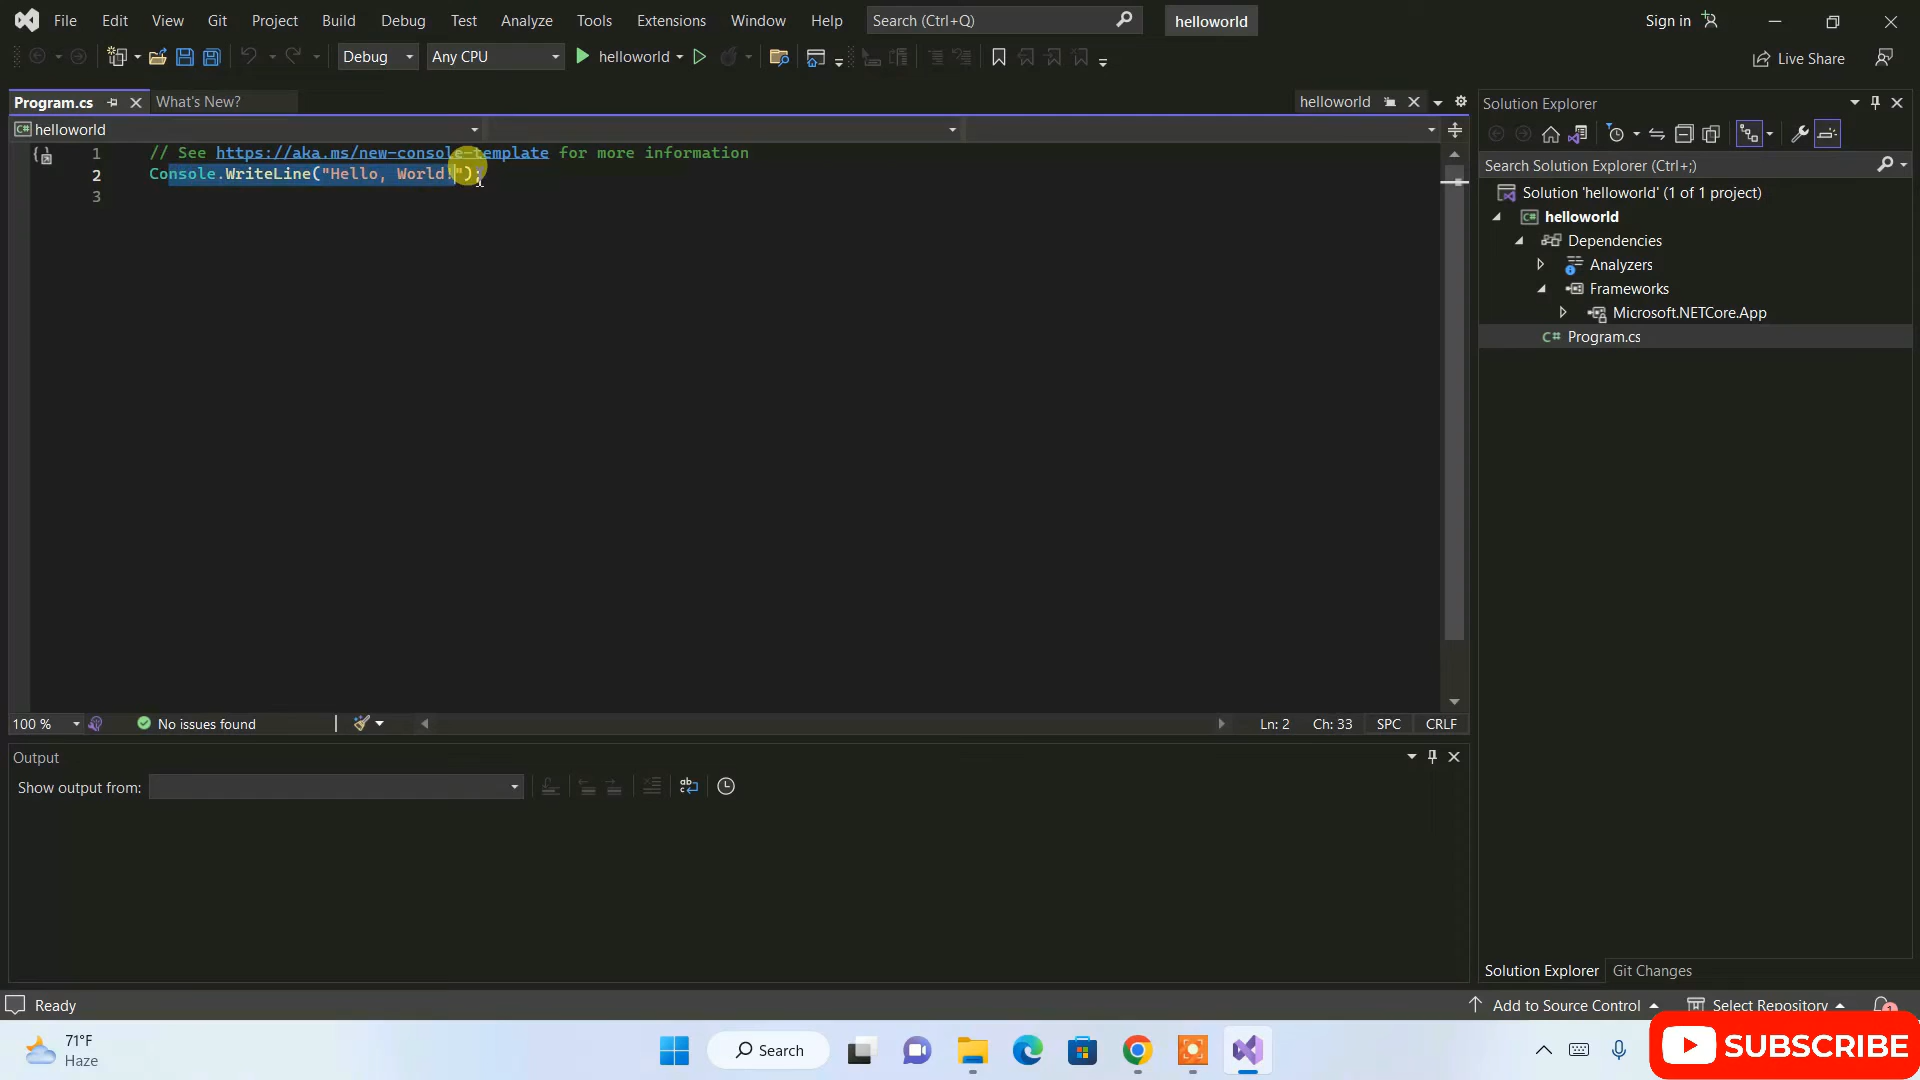 File Edit View Git Project Build Debug Test Analyze Tools Extensions Window Help Search (Ctrl+Q) helloworld Sign in
Debug Any CPU helloworld Live Share
Program.cs What's New? helloworld
helloworld
1 // See https://aka.ms/new-console-template for more information
2 Console.WriteLine("Hello, World!");
3
100 % No issues found Ln: 2 Ch: 33 SPC CRLF
Output
Show output from:
Solution Explorer
Search Solution Explorer (Ctrl+;)
Solution 'helloworld' (1 of 1 project)
helloworld
Dependencies
Analyzers
Frameworks
Microsoft.NETCore.App
C# Program.cs
Solution Explorer Git Changes
Ready Add to Source Control Select Repository
71°F
Haze
Search
SUBSCRIBE